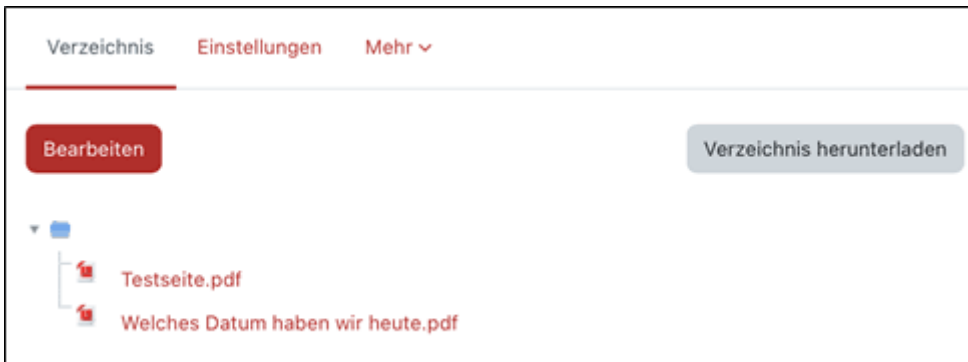 Verzeichnis Einstellungen Mehr
Bearbeiten Verzeichnis herunterladen
Testseite.pdf
Welches Datum haben wir heute.pdf